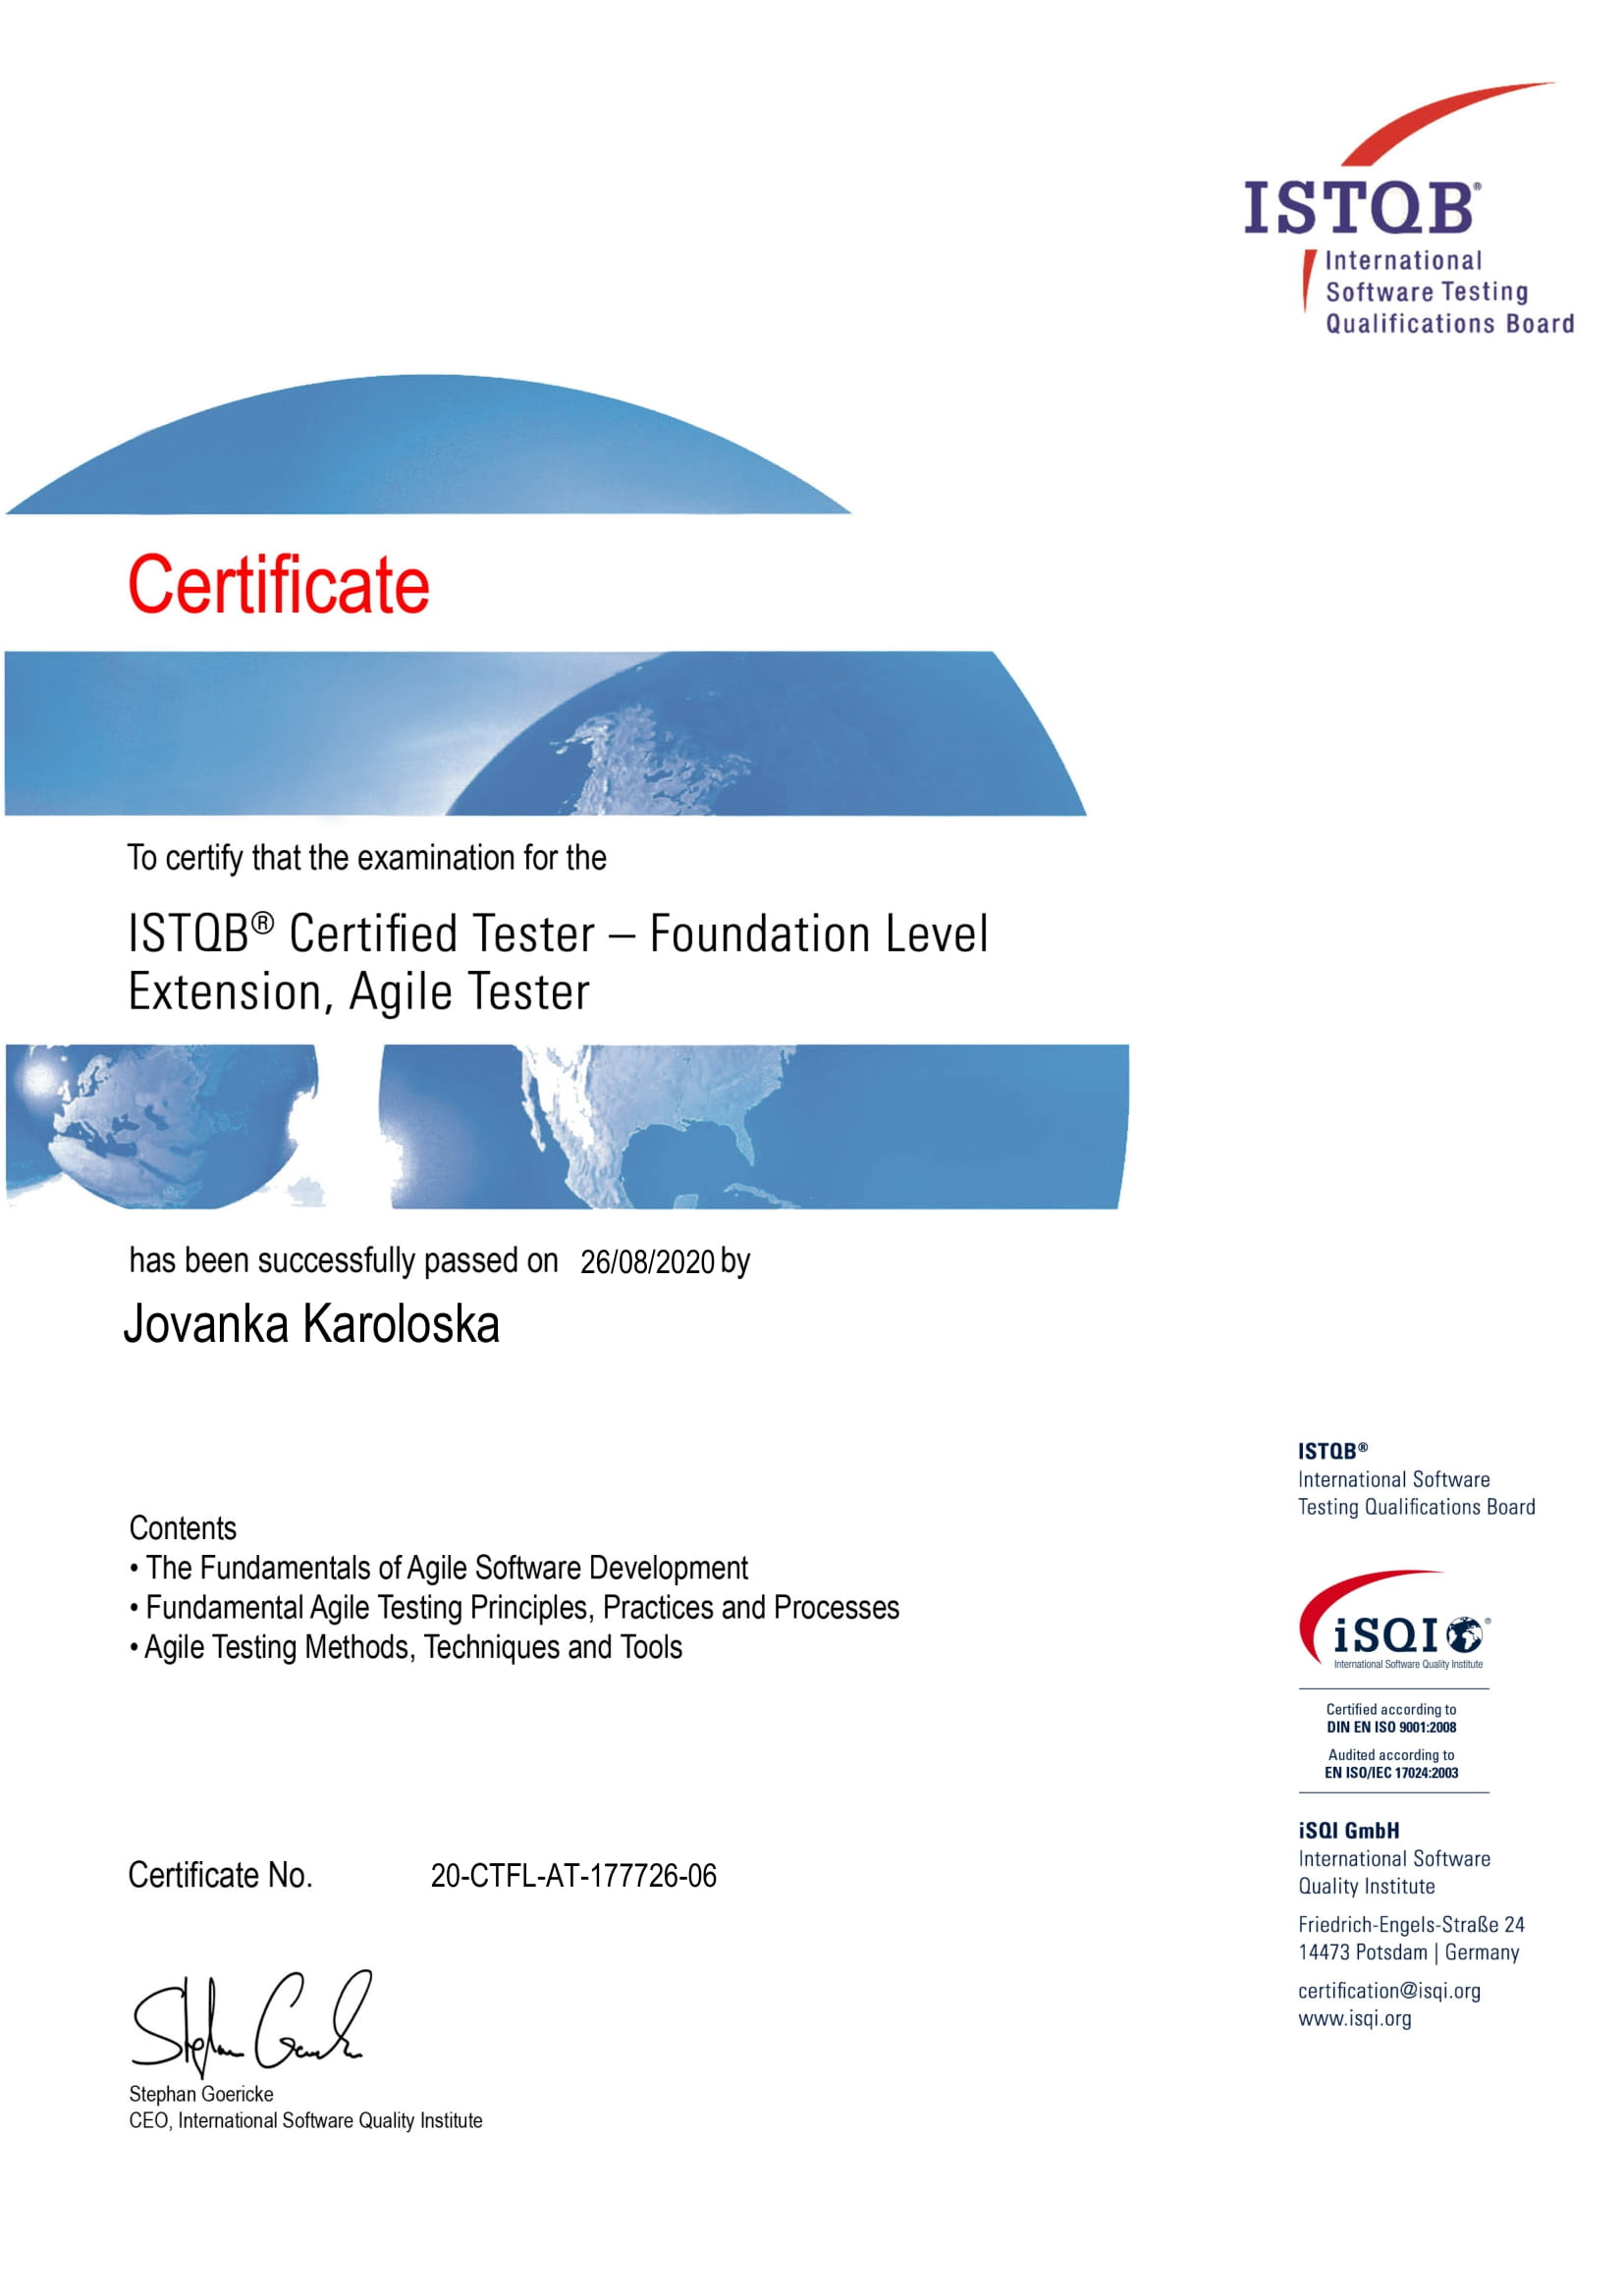 ISTQB®
International
Software Testing
Qualifications Board
Certificate
To certify that the examination for the
ISTQB® Certified Tester – Foundation Level
Extension, Agile Tester
has been successfully passed on 26/08/2020 by
Jovanka Karoloska
Contents
• The Fundamentals of Agile Software Development
• Fundamental Agile Testing Principles, Practices and Processes
• Agile Testing Methods, Techniques and Tools
Certificate No. 20-CTFL-AT-177726-06
Stephan Goericke
CEO, International Software Quality Institute
ISTQB®
International Software
Testing Qualifications Board
iSQI®
International Software Quality Institute
Certified according to
DIN EN ISO 9001:2008
Audited according to
EN ISO/IEC 17024:2003
iSQI GmbH
International Software
Quality Institute
Friedrich-Engels-Straße 24
14473 Potsdam | Germany
certification@isqi.org
www.isqi.org